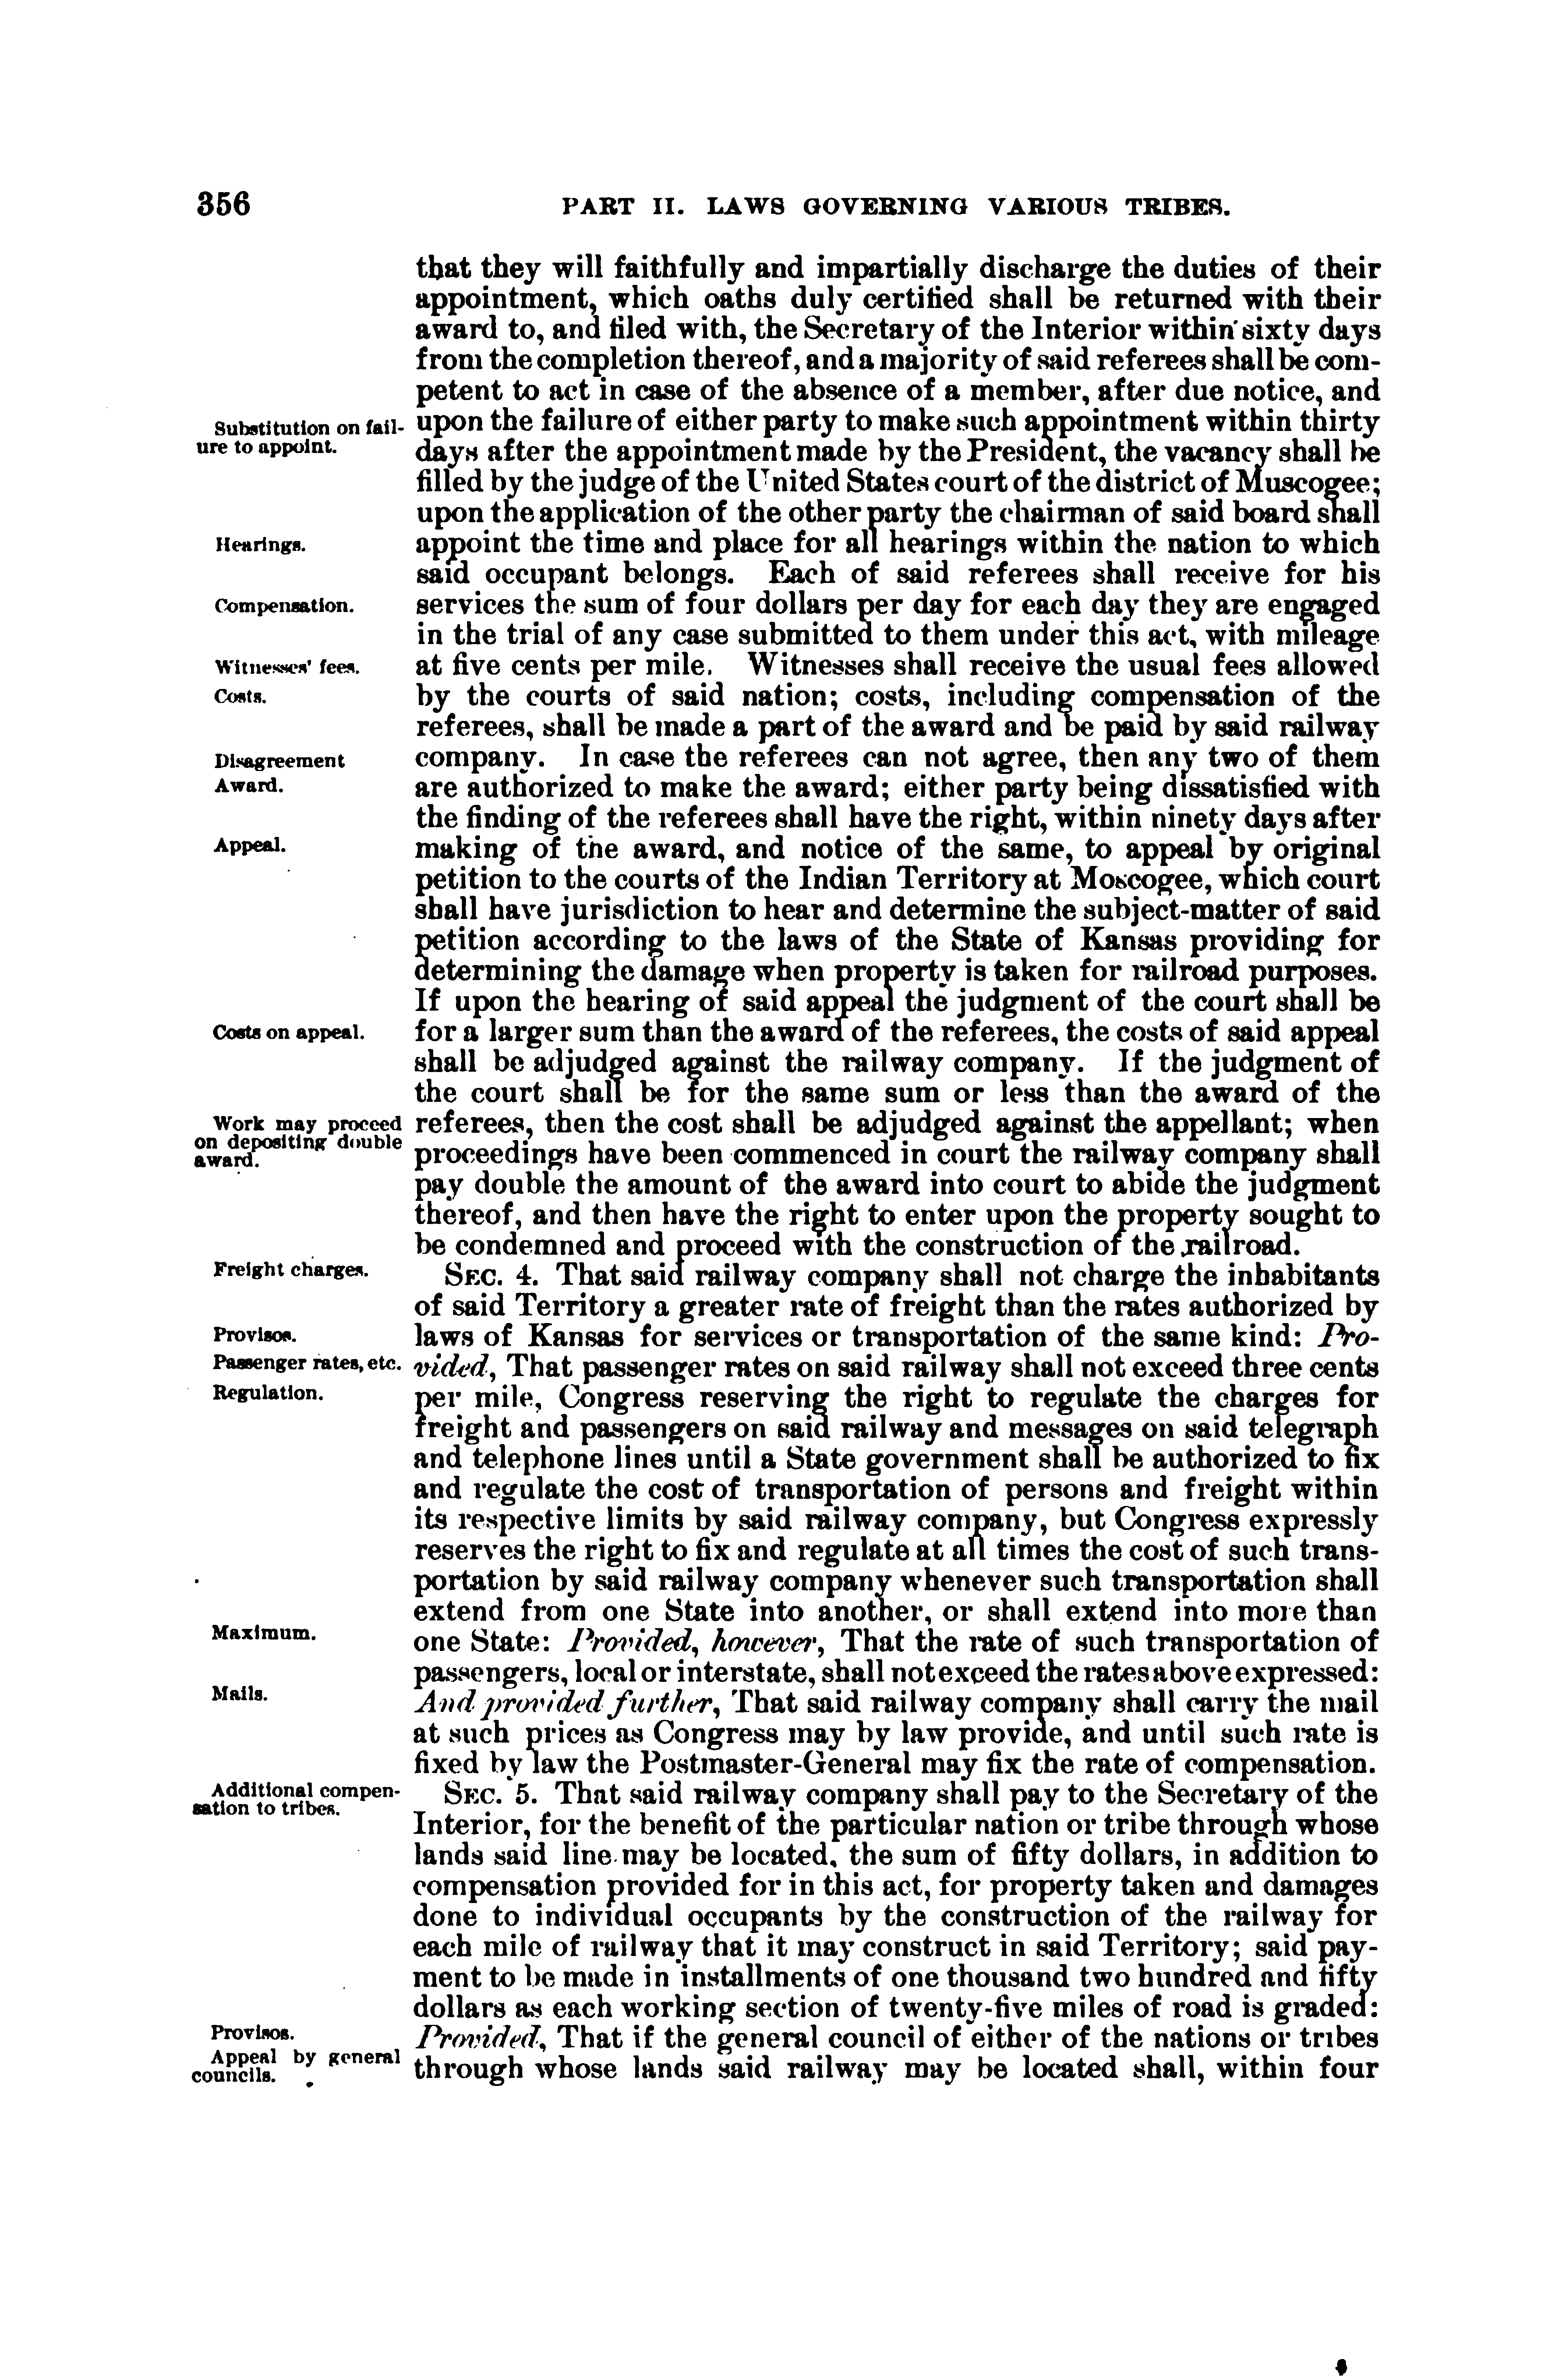 356 PART II. LAWS GOVERNING VARIOUS TRIBES.
that they will faithfully and impartially discharge the duties of their
appointment, which oaths duly certified shall be returned with their
award to, and filed with, the Secretary of the Interior within sixty days
from the completion thereof, and a majority of said referees shall be com-
petent to act in case of the absence of a member, after due notice, and
Substitution on fail-
ure to appoint.
upon the failure of either party to make such appointment within thirty
days after the appointment made by the President, the vacancy shall be
filled by the judge of the United States court of the district of Muscogee;
upon the application of the other party the chairman of said board shall
Hearings.
appoint the time and place for all hearings within the nation to which
said occupant belongs. Each of said referees shall receive for his
Compensation.
services the sum of four dollars per day for each day they are engaged
in the trial of any case submitted to them under this act, with mileage
Witnesses' fees.
at five cents per mile. Witnesses shall receive the usual fees allowed
Costs.
by the courts of said nation; costs, including compensation of the
referees, shall be made a part of the award and be paid by said railway
Disagreement
company. In case the referees can not agree, then any two of them
Award.
are authorized to make the award; either party being dissatisfied with
the finding of the referees shall have the right, within ninety days after
Appeal.
making of the award, and notice of the same, to appeal by original
petition to the courts of the Indian Territory at Moscogee, which court
shall have jurisdiction to hear and determine the subject-matter of said
petition according to the laws of the State of Kansas providing for
determining the damage when property is taken for railroad purposes.
If upon the hearing of said appeal the judgment of the court shall be
Costs on appeal.
for a larger sum than the award of the referees, the costs of said appeal
shall be adjudged against the railway company. If the judgment of
the court shall be for the same sum or less than the award of the
Work may proceed
on depositing double
award.
referees, then the cost shall be adjudged against the appellant; when
proceedings have been commenced in court the railway company shall
pay double the amount of the award into court to abide the judgment
thereof, and then have the right to enter upon the property sought to
be condemned and proceed with the construction of the railroad.
Freight charges.
SEC. 4. That said railway company shall not charge the inhabitants
of said Territory a greater rate of freight than the rates authorized by
Provisos.
laws of Kansas for services or transportation of the same kind: Pro-
Passenger rates, etc.
vided, That passenger rates on said railway shall not exceed three cents
Regulation.
per mile, Congress reserving the right to regulate the charges for
freight and passengers on said railway and messages on said telegraph
and telephone lines until a State government shall be authorized to fix
and regulate the cost of transportation of persons and freight within
its respective limits by said railway company, but Congress expressly
reserves the right to fix and regulate at all times the cost of such trans-
portation by said railway company whenever such transportation shall
extend from one State into another, or shall extend into more than
Maximum.
one State: Provided, however, That the rate of such transportation of
passengers, local or interstate, shall not exceed the rates above expressed:
Mails.
And provided further, That said railway company shall carry the mail
at such prices as Congress may by law provide, and until such rate is
fixed by law the Postmaster-General may fix the rate of compensation.
Additional compen-
sation to tribes.
SEC. 5. That said railway company shall pay to the Secretary of the
Interior, for the benefit of the particular nation or tribe through whose
lands said line may be located, the sum of fifty dollars, in addition to
compensation provided for in this act, for property taken and damages
done to individual occupants by the construction of the railway for
each mile of railway that it may construct in said Territory; said pay-
ment to be made in installments of one thousand two hundred and fifty
dollars as each working section of twenty-five miles of road is graded:
Provisos.
Provided, That if the general council of either of the nations or tribes
Appeal by general
councils.
through whose lands said railway may be located shall, within four